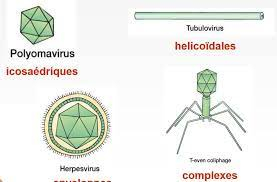 Polyomavirus
icosaédriques
Tubulovirus
helicoïdales
Herpesvirus
T-even coliphage
complexes